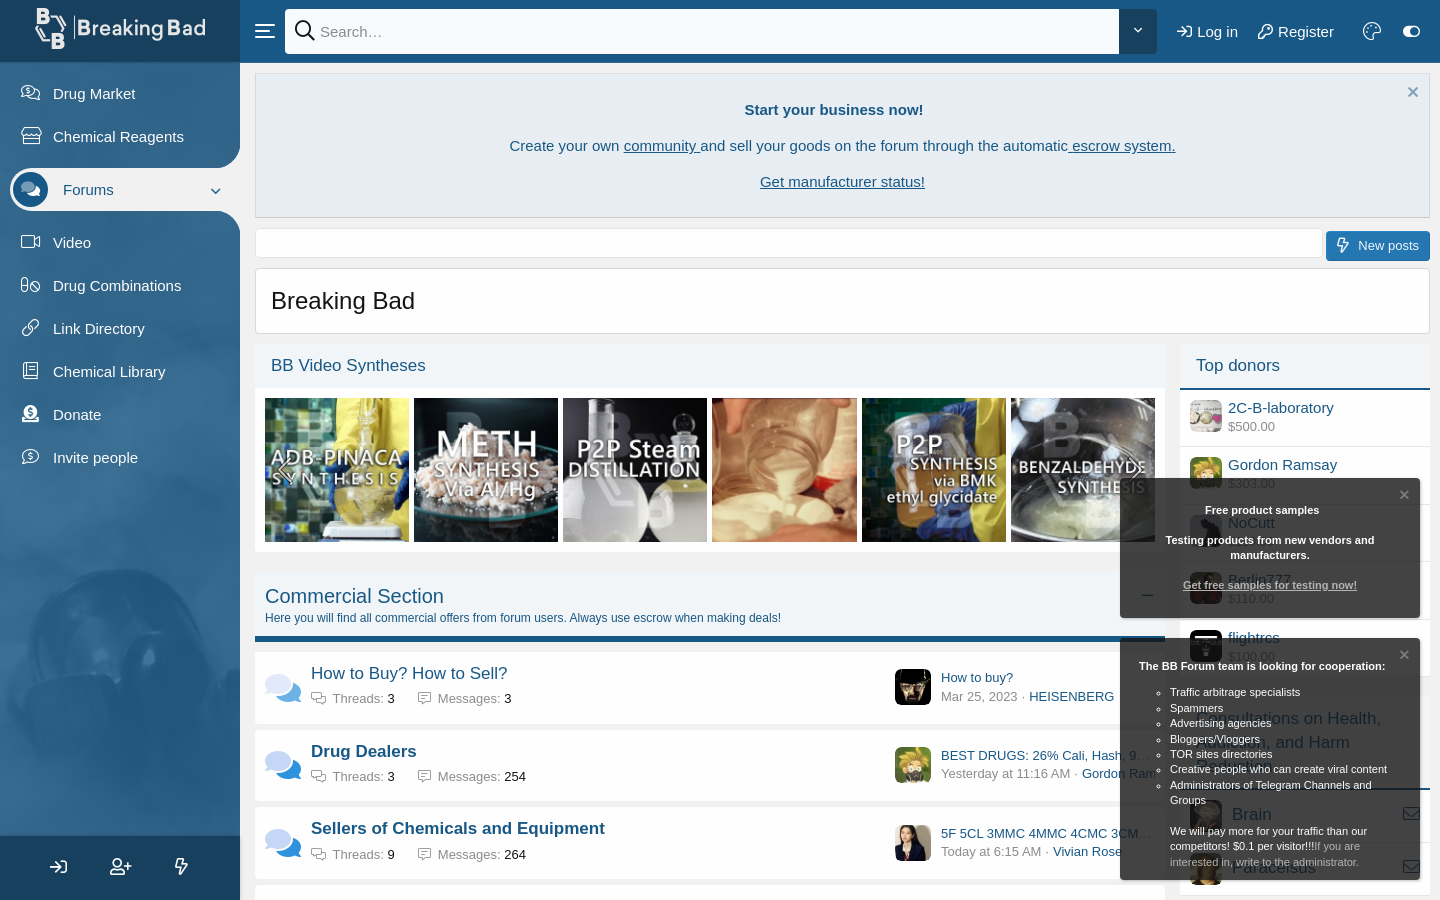 BB Breaking Bad
Search…
Log in
Register
Drug Market
Chemical Reagents
Forums
Video
Drug Combinations
Link Directory
Chemical Library
Donate
Invite people
Start your business now!
Create your own community and sell your goods on the forum through the automatic escrow system.
Get manufacturer status!
New posts
Breaking Bad
BB Video Syntheses
ADB-PINACA
SYNTHESIS
METH
SYNTHESIS
via Al/Hg
P2P Steam
DISTILLATION
P2P
SYNTHESIS
via BMK
ethyl glycidate
BENZALDEHYDE
SYNTHESIS
Commercial Section
Here you will find all commercial offers from forum users. Always use escrow when making deals!
How to Buy? How to Sell?
Threads: 3 Messages: 3
How to buy?
Mar 25, 2023 · HEISENBERG
Drug Dealers
Threads: 3 Messages: 254
BEST DRUGS: 26% Cali, Hash, 9…
Yesterday at 11:16 AM · Gordon Ram
Sellers of Chemicals and Equipment
Threads: 9 Messages: 264
5F 5CL 3MMC 4MMC 4CMC 3CM…
Today at 6:15 AM · Vivian Rose
Top donors
2C-B-laboratory
$500.00
Gordon Ramsay
$303.00
NoCutt
Berlin777
$110.00
flightrcs
$100.00
Free product samples
Testing products from new vendors and
manufacturers.
Get free samples for testing now!
The BB Forum team is looking for cooperation:
Traffic arbitrage specialists
Spammers
Advertising agencies
Bloggers/Vloggers
TOR sites directories
Creative people who can create viral content
Administrators of Telegram Channels and
Groups
We will pay more for your traffic than our
competitors! $0.1 per visitor!!!If you are
interested in, write to the administrator.
Consultations on Health,
Addiction, and Harm
Reduction
Brain
Paracelsus